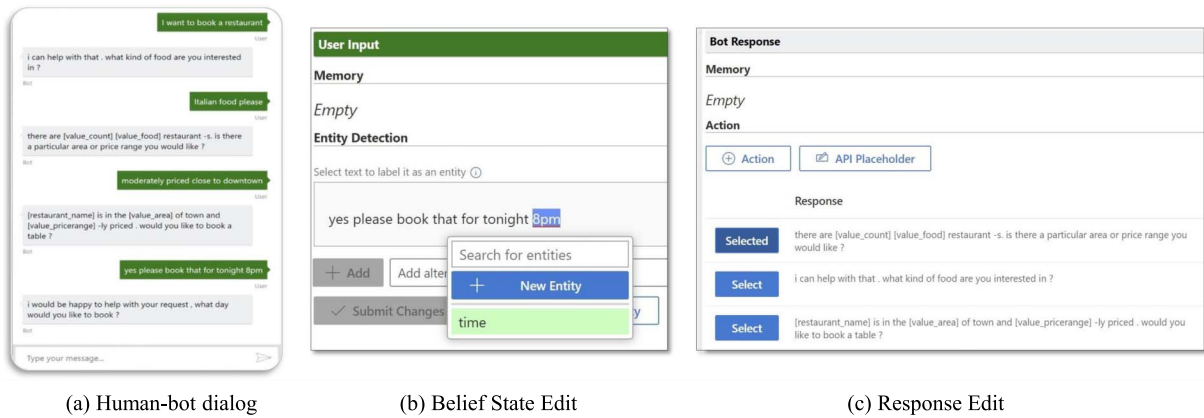 I want to book a restaurant
User
i can help with that . what kind of food are you interested
in ?
Bot
Italian food please
User
there are [value_count] [value_food] restaurant -s. is there
a particular area or price range you would like ?
Bot
moderately priced close to downtown
User
[restaurant_name] is in the [value_area] of town and
[value_pricerange] -ly priced . would you like to book a
table ?
Bot
yes please book that for tonight 8pm
User
i would be happy to help with your request , what day
would you like to book ?
Bot
Type your message...
(a) Human-bot dialog
User Input
Memory
Empty
Entity Detection
Select text to label it as an entity
yes please book that for tonight 8pm
Search for entities
+ Add
Add alter
+ New Entity
Submit Changes
y
time
(b) Belief State Edit
Bot Response
Memory
Empty
Action
Action
API Placeholder
Response
Selected
there are [value_count] [value_food] restaurant -s. is there a particular area or price range you
would like ?
Select
i can help with that . what kind of food are you interested in ?
Select
[restaurant_name] is in the [value_area] of town and [value_pricerange] -ly priced . would you
like to book a table ?
(c) Response Edit